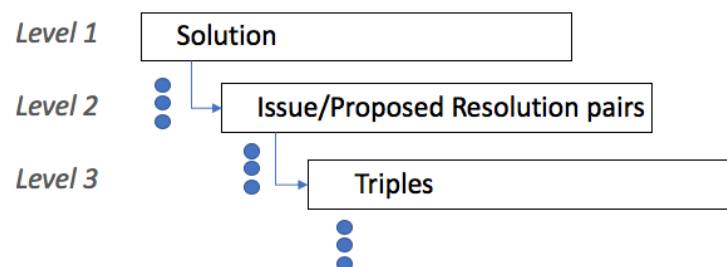 Level 1
Solution
Level 2
Issue/Proposed Resolution pairs
Level 3
Triples